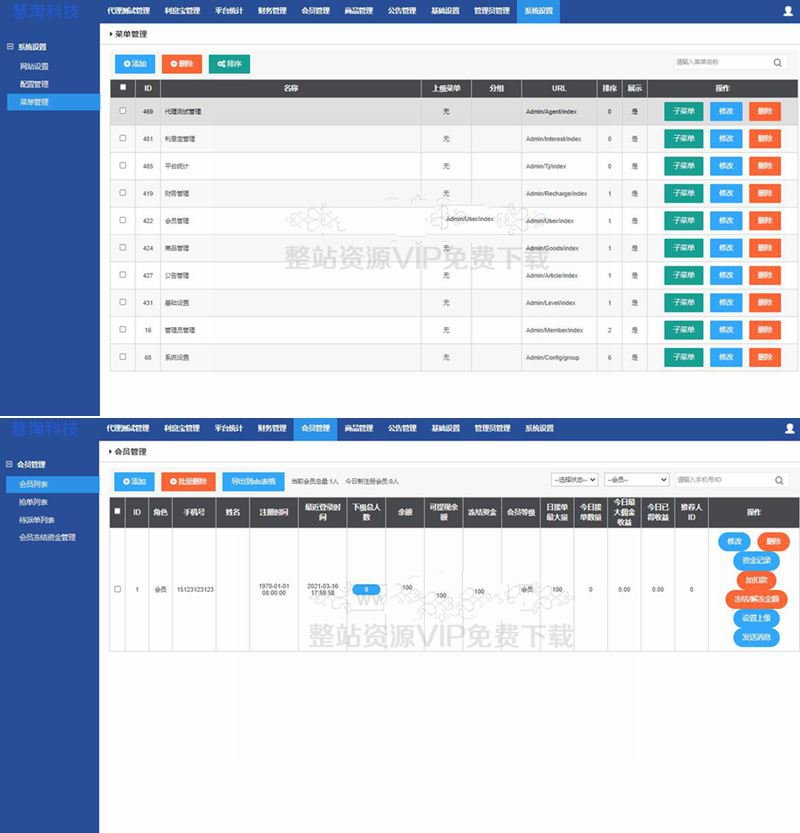 慧淘科技
代理测试管理 利息宝管理 平台统计 财务管理 会员管理 商品管理 公告管理 基础设置 管理员管理 系统设置
系统设置
网站设置
配置管理
菜单管理
菜单管理
添加 删除 排序 请输入菜单名称
ID 名称 上级菜单 分组 URL 排序 展示 操作
469 代理测试管理 无 Admin/Agent/index 0 是 子菜单 修改 删除
481 利息宝管理 无 Admin/Interest/index 0 是 子菜单 修改 删除
485 平台统计 无 Admin/Tj/index 0 是 子菜单 修改 删除
419 财务管理 无 Admin/Recharge/index 1 是 子菜单 修改 删除
422 会员管理 Admin/User/index Admin/User/index 1 是 子菜单 修改 删除
424 商品管理 无 Admin/Goods/index 1 是 子菜单 修改 删除
整站资源VIP免费下载
427 公告管理 无 Admin/Article/index 1 是 子菜单 修改 删除
431 基础设置 无 Admin/Level/index 1 是 子菜单 修改 删除
16 管理员管理 无 Admin/Member/index 2 是 子菜单 修改 删除
68 系统设置 无 Admin/Config/group 6 是 子菜单 修改 删除
慧淘科技
代理测试管理 利息宝管理 平台统计 财务管理 会员管理 商品管理 公告管理 基础设置 管理员管理 系统设置
会员管理
会员列表
抢单列表
待派单列表
会员冻结资金管理
会员管理
添加 批量删除 导出到xls表格 当前会员总量:1人 今日新注册会员:0人 --选择状态-- --会员-- 请输入手机号/ID
ID 角色 手机号 姓名 注册时间 最近登录时间 下级总人数 余额 可提现余额 冻结资金 会员等级 日接单最大量 今日接单数量 今日最大佣金收益 今日已得收益 推荐人ID 操作
1 会员 15123123123 1970-01-01 08:00:00 2021-03-10 17:59:58 0 100 100 100 会员 100 0 0.00 0.00 0
修改 删除
资金记录
加扣款
冻结/解冻金额
设置上级
发送消息
整站资源VIP免费下载